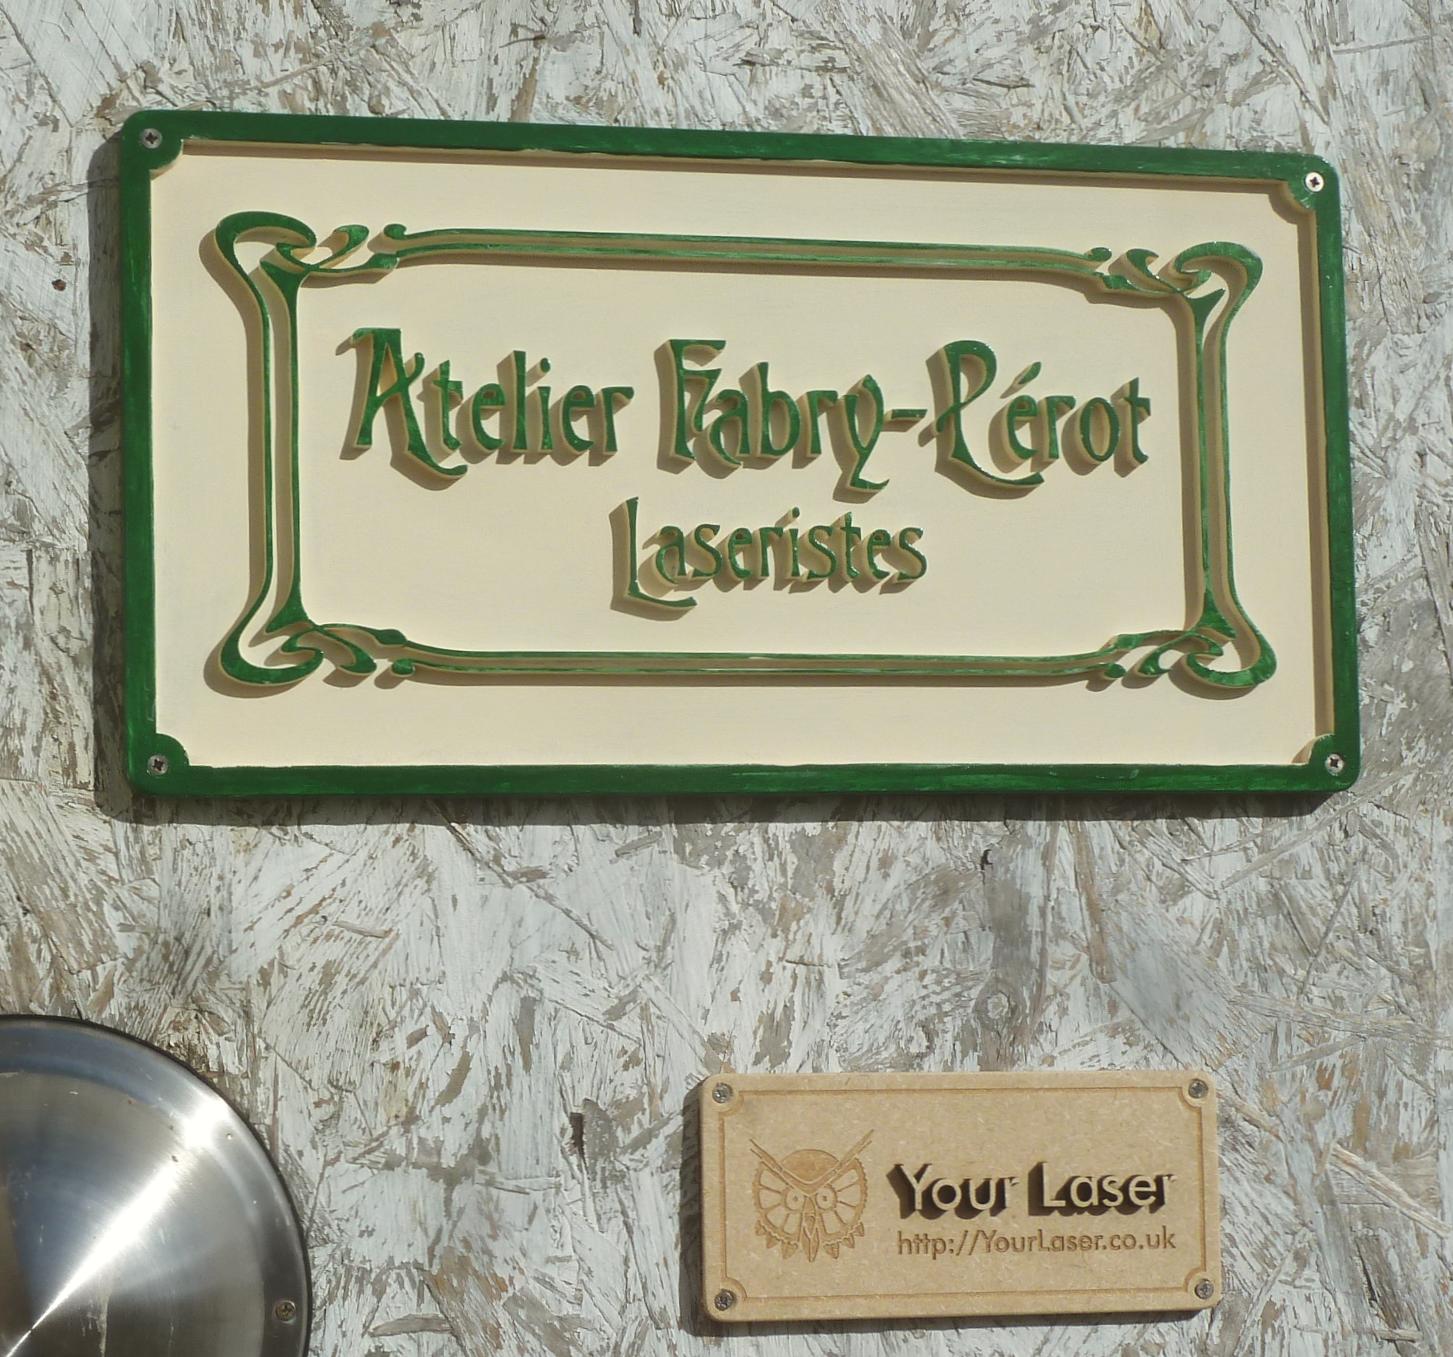 Atelier Fabry-Pérot
Laseristes
Your Laser
http://YourLaser.co.uk